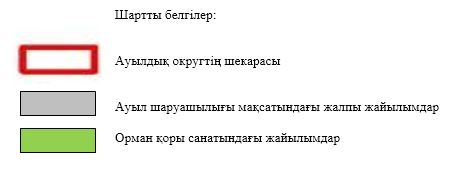 Шартты белгілер:
Ауылдық округтің шекарасы
Ауыл шаруашылығы мақсатындағы жалпы жайылымдар
Орман қоры санатындағы жайылымдар